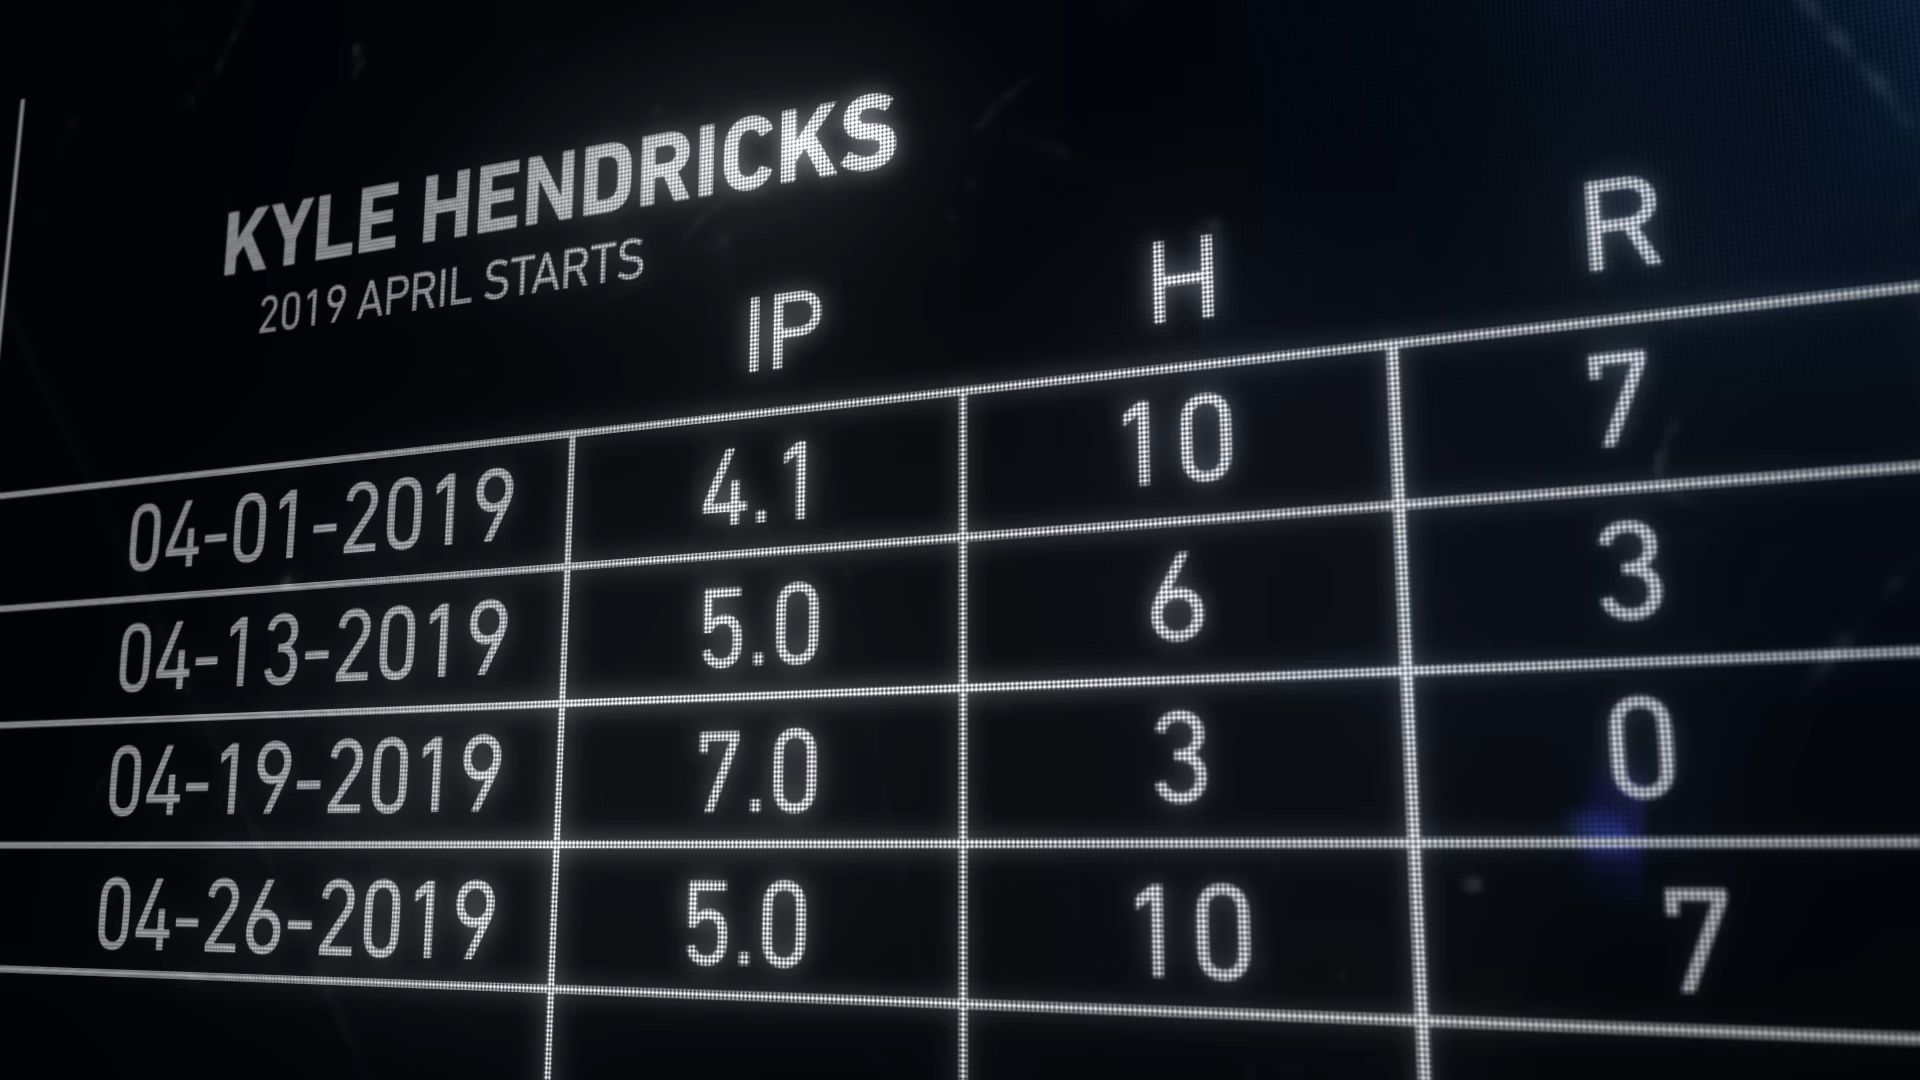 KYLE HENDRICKS
2019 APRIL STARTS
IP H R
04-01-2019 4.1 10 7
04-13-2019 5.0 6 3
04-19-2019 7.0 3 0
04-26-2019 5.0 10 7